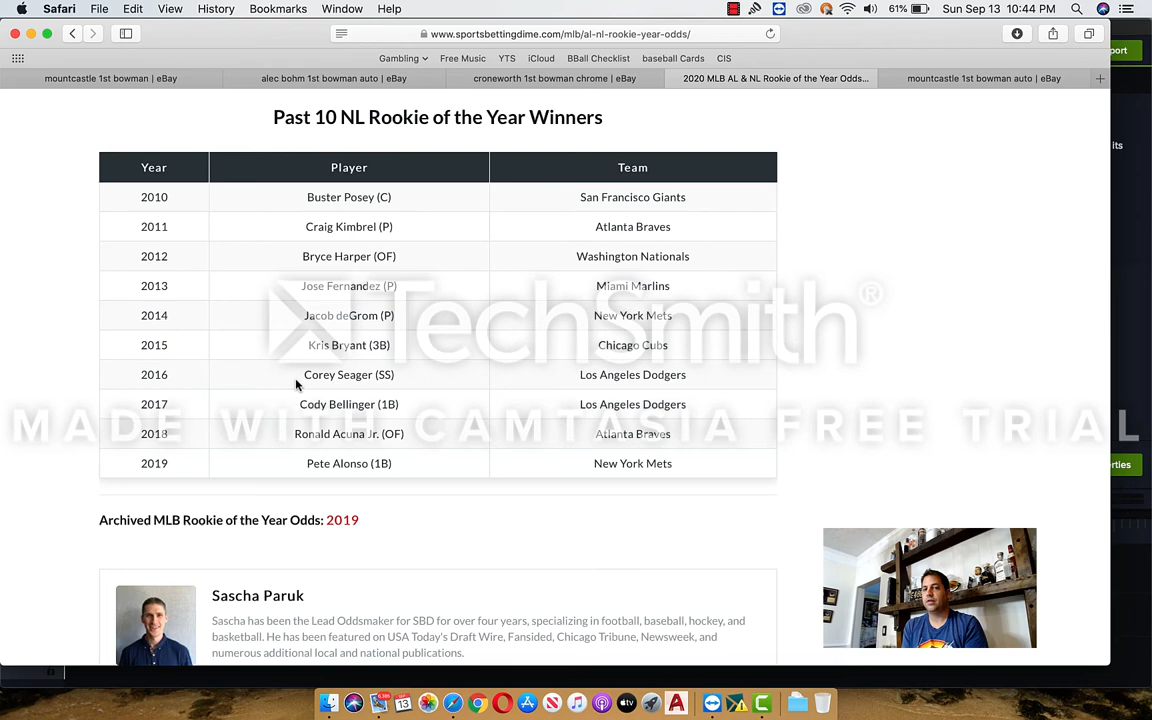 Safari File Edit View History Bookmarks Window Help 61% Sun Sep 13 10:44 PM
www.sportsbettingdime.com/mlb/al-nl-rookie-year-odds/
Gambling Free Music YTS iCloud BBall Checklist baseball Cards CIS
mountcastle 1st bowman | eBay alec bohm 1st bowman auto | eBay croneworth 1st bowman chrome | eBay 2020 MLB AL & NL Rookie of the Year Odds... mountcastle 1st bowman auto | eBay
port
its
Past 10 NL Rookie of the Year Winners
Year Player Team
2010 Buster Posey (C) San Francisco Giants
2011 Craig Kimbrel (P) Atlanta Braves
2012 Bryce Harper (OF) Washington Nationals
2013 Jose Fernandez (P) Miami Marlins
2014 Jacob deGrom (P) New York Mets
2015 Kris Bryant (3B) Chicago Cubs
2016 Corey Seager (SS) Los Angeles Dodgers
2017 Cody Bellinger (1B) Los Angeles Dodgers
2018 Ronald Acuna Jr. (OF) Atlanta Braves
2019 Pete Alonso (1B) New York Mets
TechSmith®
MADE WITH CAMTASIA FREE TRIAL
erties
Archived MLB Rookie of the Year Odds: 2019
Sascha Paruk
Sascha has been the Lead Oddsmaker for SBD for over four years, specializing in football, baseball, hockey, and
basketball. He has been featured on USA Today's Draft Wire, Fansided, Chicago Tribune, Newsweek, and
numerous additional local and national publications.